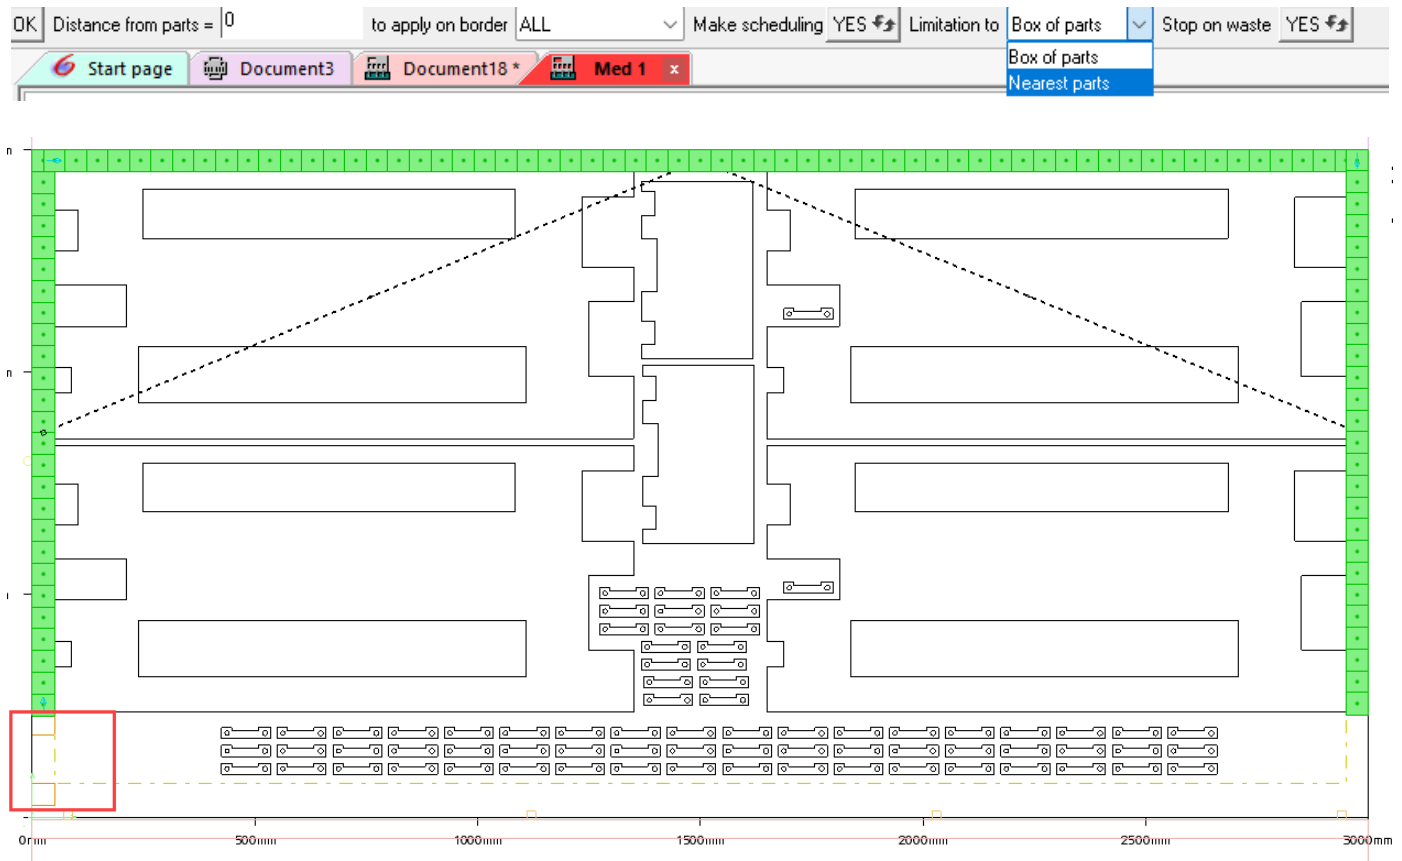 OK Distance from parts = 0 to apply on border ALL Make scheduling YES Limitation to Box of parts Stop on waste YES
Box of parts
Nearest parts
Start page Document3 Document18 * Med 1 x
n
n
0mm 500mm 1000mm 1500mm 2000mm 2500mm 3000mm